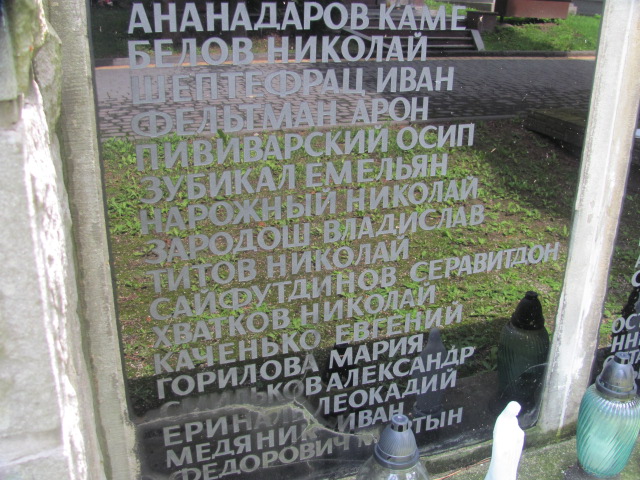 АНАНАДАРОВ КАМЕ
БЕЛОВ НИКОЛАЙ
ШЕПТЕФРАЦ ИВАН
ФЕЛЬТМАН АРОН
ПИВИВАРСКИЙ ОСИП
ЗУБИКАЛ ЕМЕЛЬЯН
НАРОЖНЫЙ НИКОЛАЙ
ЗАРОДОШ ВЛАДИСЛАВ
ТИТОВ НИКОЛАЙ
САЙФУТДИНОВ СЕРАВИТДОН
ХВАТКОВ НИКОЛАЙ
КАЧЕНЬКО ЕВГЕНИЙ
ГОРИЛОВА МАРИЯ
АЛЕКСАНДР
ЛЕОКАДИЙ
ИВАН
ФЕДОРОВИЧ